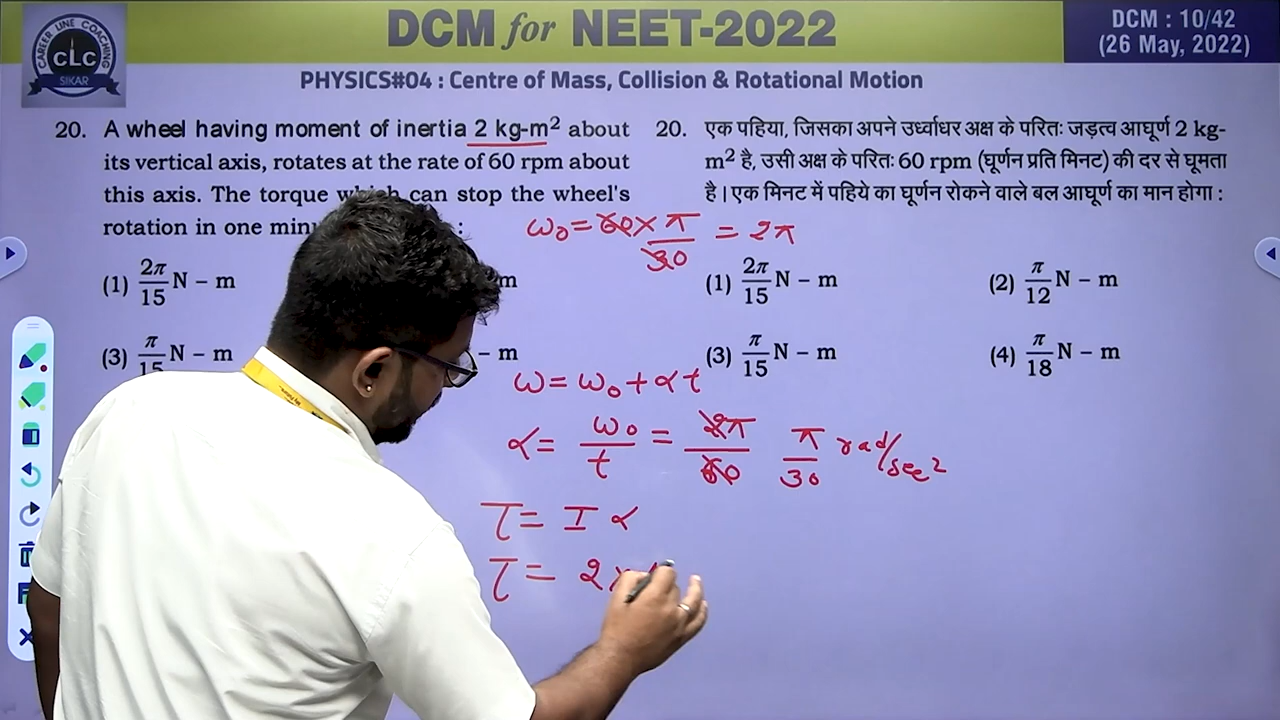 CAREER LINE COACHING
CLC
SIKAR
DCM for NEET-2022
DCM : 10/42
(26 May, 2022)
PHYSICS#04 : Centre of Mass, Collision & Rotational Motion
20. A wheel having moment of inertia 2 kg-m² about
its vertical axis, rotates at the rate of 60 rpm about
this axis. The torque which can stop the wheel's
rotation in one
(1) 2π/15 N – m
m
(3) π/15 N – m
– m
20. एक पहिया, जिसका अपने उर्ध्वाधर अक्ष के परितः जड़त्व आघूर्ण 2 kg-
m² है, उसी अक्ष के परितः 60 rpm (घूर्णन प्रति मिनट) की दर से घूमता
है। एक मिनट में पहिये का घूर्णन रोकने वाले बल आघूर्ण का मान होगा :
(1) 2π/15 N – m (2) π/12 N – m
(3) π/15 N – m (4) π/18 N – m
ω₀ = 60 × π/30 = 2π
ω = ω₀ + αt
α = ω₀/t = 2π/60 π/30 rad/sec²
τ = I α
τ = 2 ×